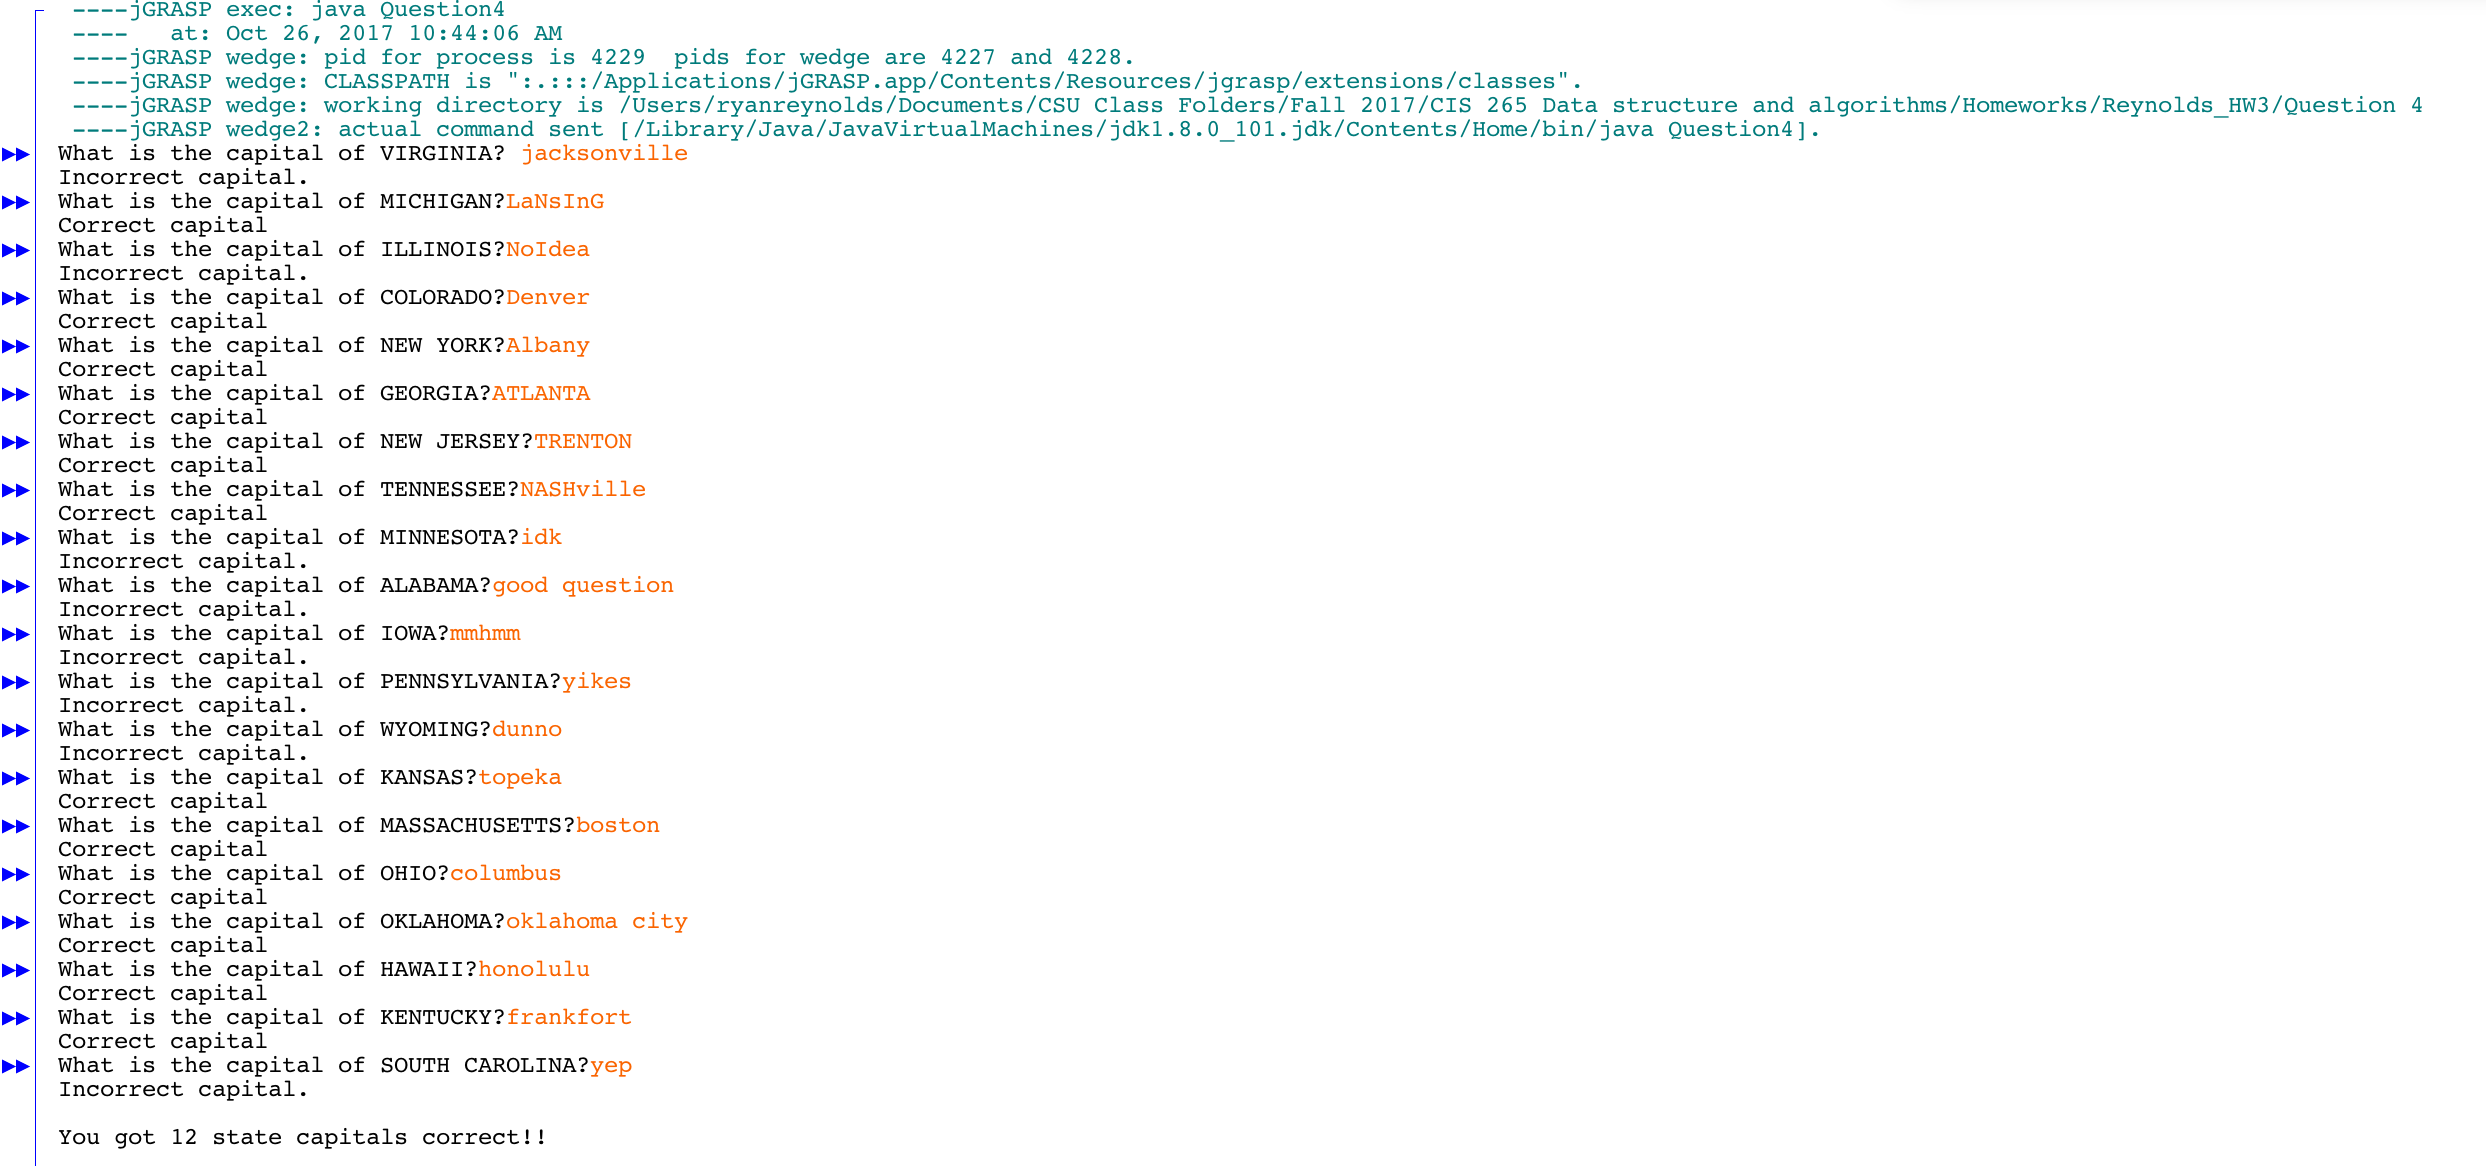 ----jGRASP exec: java Question4
----   at: Oct 26, 2017 10:44:06 AM
----jGRASP wedge: pid for process is 4229  pids for wedge are 4227 and 4228.
----jGRASP wedge: CLASSPATH is ":.:::/Applications/jGRASP.app/Contents/Resources/jgrasp/extensions/classes".
----jGRASP wedge: working directory is /Users/ryanreynolds/Documents/CSU Class Folders/Fall 2017/CIS 265 Data structure and algorithms/Homeworks/Reynolds_HW3/Question 4
----jGRASP wedge2: actual command sent [/Library/Java/JavaVirtualMachines/jdk1.8.0_101.jdk/Contents/Home/bin/java Question4].
What is the capital of VIRGINIA? jacksonville
Incorrect capital.
What is the capital of MICHIGAN?LaNsInG
Correct capital
What is the capital of ILLINOIS?NoIdea
Incorrect capital.
What is the capital of COLORADO?Denver
Correct capital
What is the capital of NEW YORK?Albany
Correct capital
What is the capital of GEORGIA?ATLANTA
Correct capital
What is the capital of NEW JERSEY?TRENTON
Correct capital
What is the capital of TENNESSEE?NASHville
Correct capital
What is the capital of MINNESOTA?idk
Incorrect capital.
What is the capital of ALABAMA?good question
Incorrect capital.
What is the capital of IOWA?mmhmm
Incorrect capital.
What is the capital of PENNSYLVANIA?yikes
Incorrect capital.
What is the capital of WYOMING?dunno
Incorrect capital.
What is the capital of KANSAS?topeka
Correct capital
What is the capital of MASSACHUSETTS?boston
Correct capital
What is the capital of OHIO?columbus
Correct capital
What is the capital of OKLAHOMA?oklahoma city
Correct capital
What is the capital of HAWAII?honolulu
Correct capital
What is the capital of KENTUCKY?frankfort
Correct capital
What is the capital of SOUTH CAROLINA?yep
Incorrect capital.
You got 12 state capitals correct!!